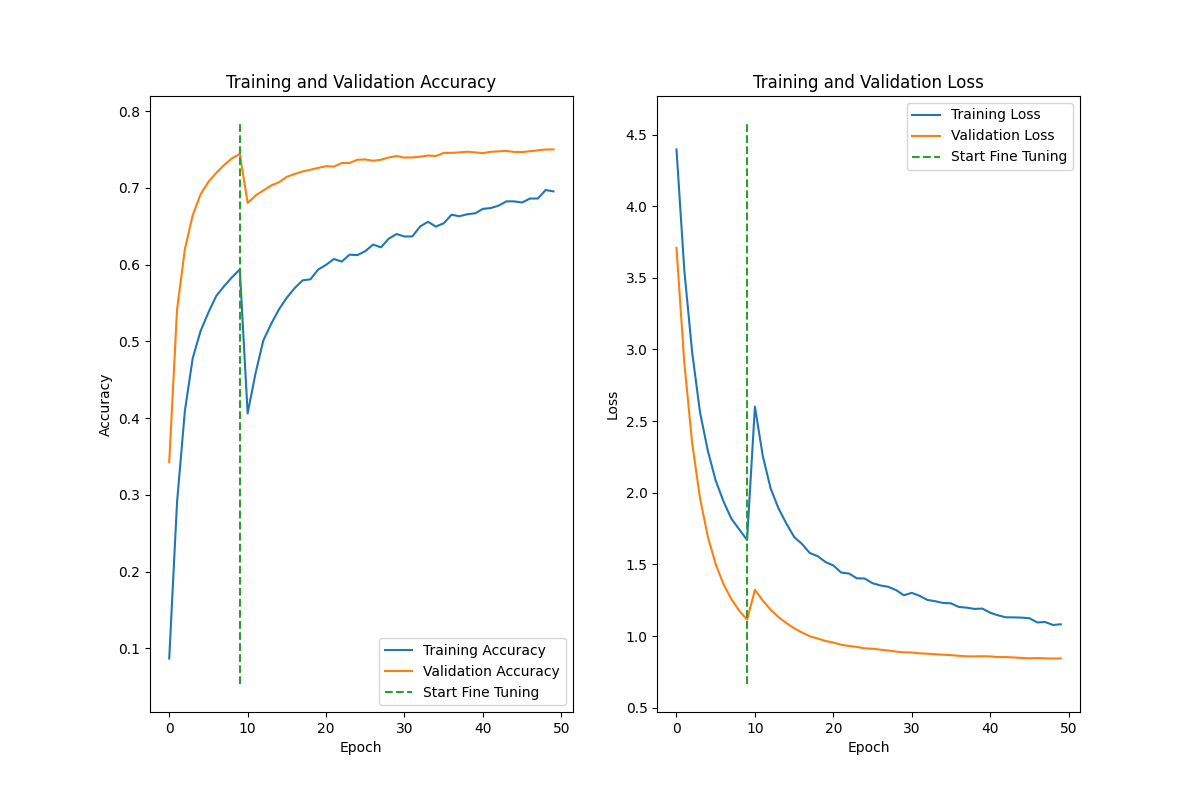 Training and Validation Accuracy
0.8
0.7
0.6
0.5
0.4
0.3
0.2
0.1
Accuracy
0 10 20 30 40 50
Epoch
Training Accuracy
Validation Accuracy
Start Fine Tuning
Training and Validation Loss
4.5
4.0
3.5
3.0
2.5
2.0
1.5
1.0
0.5
Loss
0 10 20 30 40 50
Epoch
Training Loss
Validation Loss
Start Fine Tuning